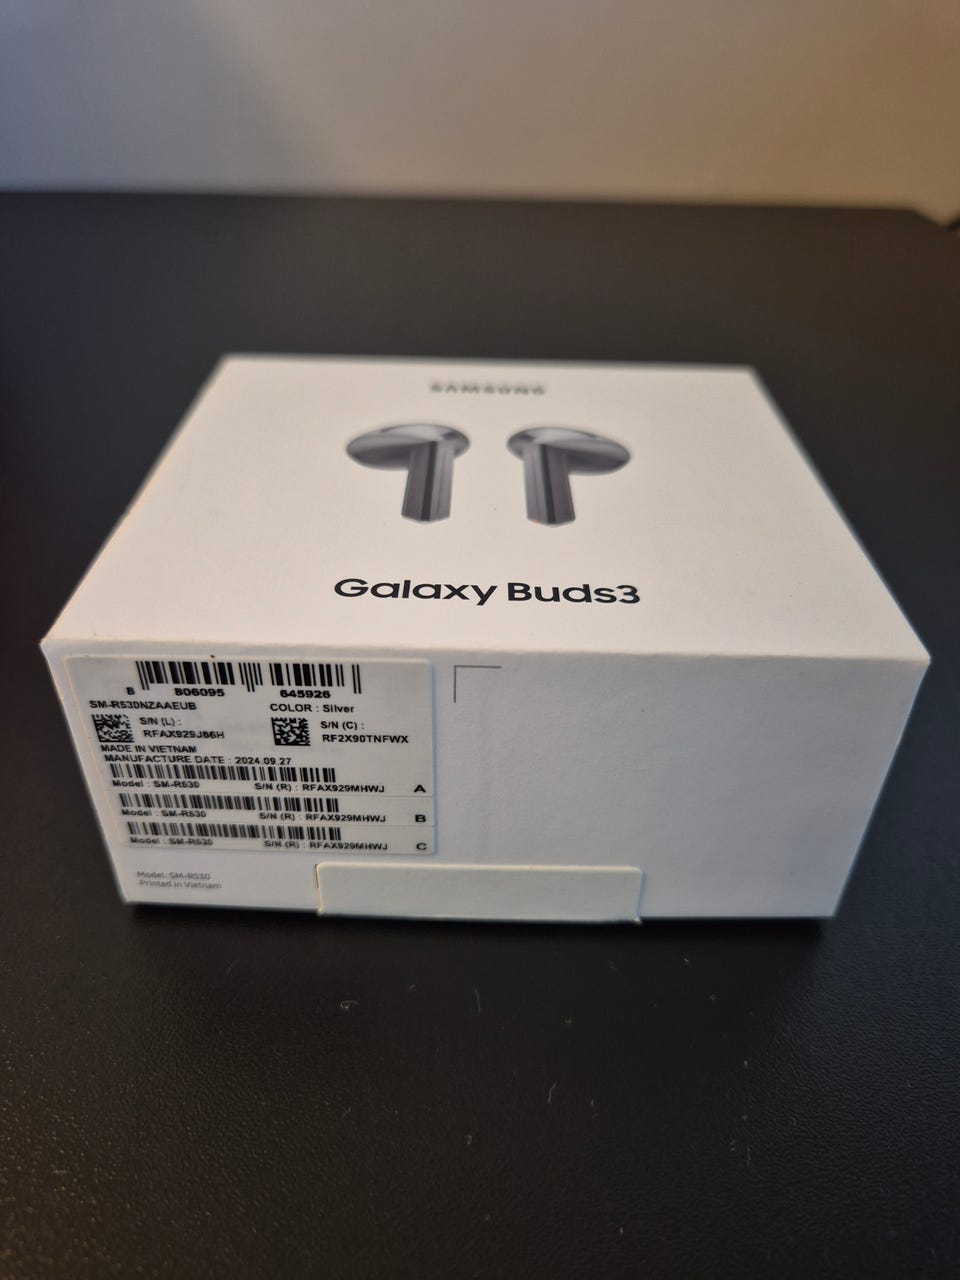 SAMSUNG
Galaxy Buds3
8 806095 645926
SM-R530NZAAEUB COLOR : Silver
S/N (L) : S/N (C) :
RFAX929J86H RF2X90TNFWX
MADE IN VIETNAM
MANUFACTURE DATE : 2024.09.27
Model : SM-R530 S/N (R) : RFAX929MHWJ A
Model : SM-R530 S/N (R) : RFAX929MHWJ B
Model : SM-R530 S/N (R) : RFAX929MHWJ C
Model: SM-R530
Printed in Vietnam